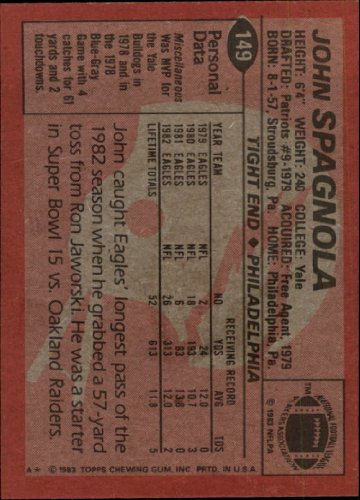 149
JOHN SPAGNOLA
HEIGHT: 6'4" WEIGHT: 240 COLLEGE: Yale
DRAFTED: Patriots #9-1979 ACQUIRED: Free Agent, 1979
BORN: 8-1-57, Stroudsburg, Pa. HOME: Philadelphia, Pa.
TIGHT END ◆ PHILADELPHIA
Personal
Data
Miscellaneous
Was MVP for
the Yale
Bulldogs in
1978 and in
the 1978
Blue-Gray
Game with 4
catches for 61
yards and 2
touchdowns.
RECEIVING RECORD
YEAR TEAM NO. YDS AVG TDS
1979 EAGLES NFL 2 24 12.0
1980 EAGLES NFL 18 193 10.7 3
1981 EAGLES NFL 6 83 13.8
1982 EAGLES NFL 26 313 12.0 2
LIFETIME TOTALS 52 613 11.8 5
John caught Eagles' longest pass of the
1982 season when he grabbed a 57-yard
toss from Ron Jaworski. He was a starter
in Super Bowl 15 vs. Oakland Raiders.
© 1983 NFLPA
A* © 1983 TOPPS CHEWING GUM, INC. PRTD. IN U.S.A.